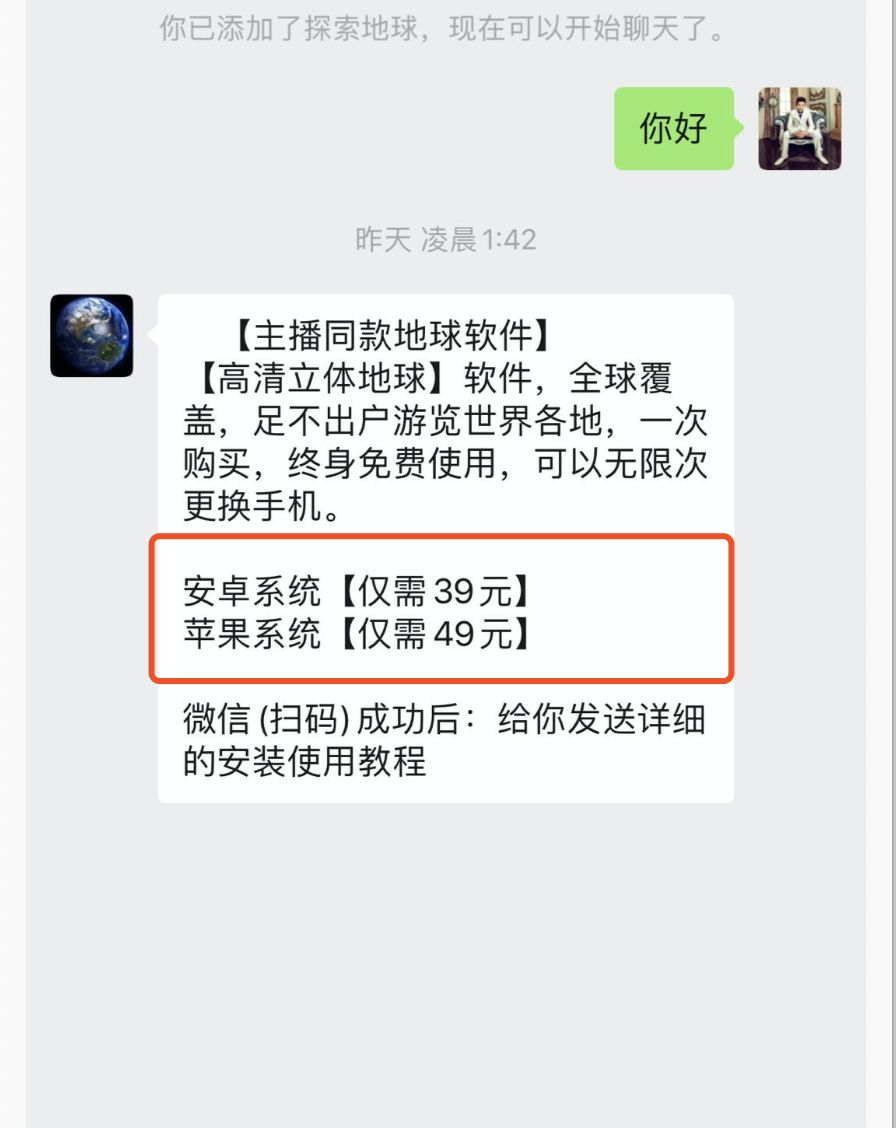 你已添加了探索地球，现在可以开始聊天了。
你好
昨天 凌晨1:42
【主播同款地球软件】
【高清立体地球】软件，全球覆
盖，足不出户游览世界各地，一次
购买，终身免费使用，可以无限次
更换手机。
安卓系统【仅需39元】
苹果系统【仅需49元】
微信(扫码)成功后：给你发送详细
的安装使用教程